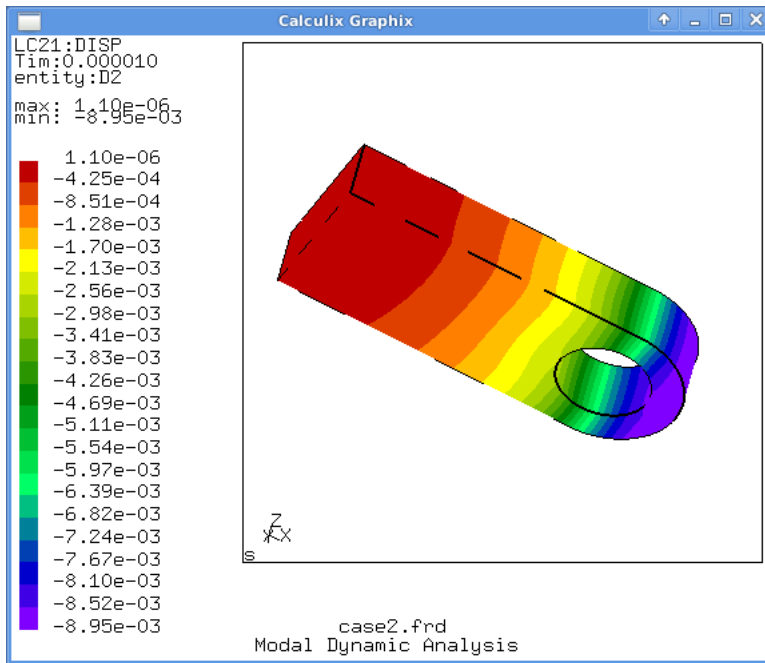 Calculix Graphix
LC21:DISP
Tim:0.000010
entity:D2
max: 1.10e-06
min: -8.95e-03
1.10e-06
-4.25e-04
-8.51e-04
-1.28e-03
-1.70e-03
-2.13e-03
-2.56e-03
-2.98e-03
-3.41e-03
-3.83e-03
-4.26e-03
-4.69e-03
-5.11e-03
-5.54e-03
-5.97e-03
-6.39e-03
-6.82e-03
-7.24e-03
-7.67e-03
-8.10e-03
-8.52e-03
-8.95e-03
Z
Y X
s
case2.frd
Modal Dynamic Analysis